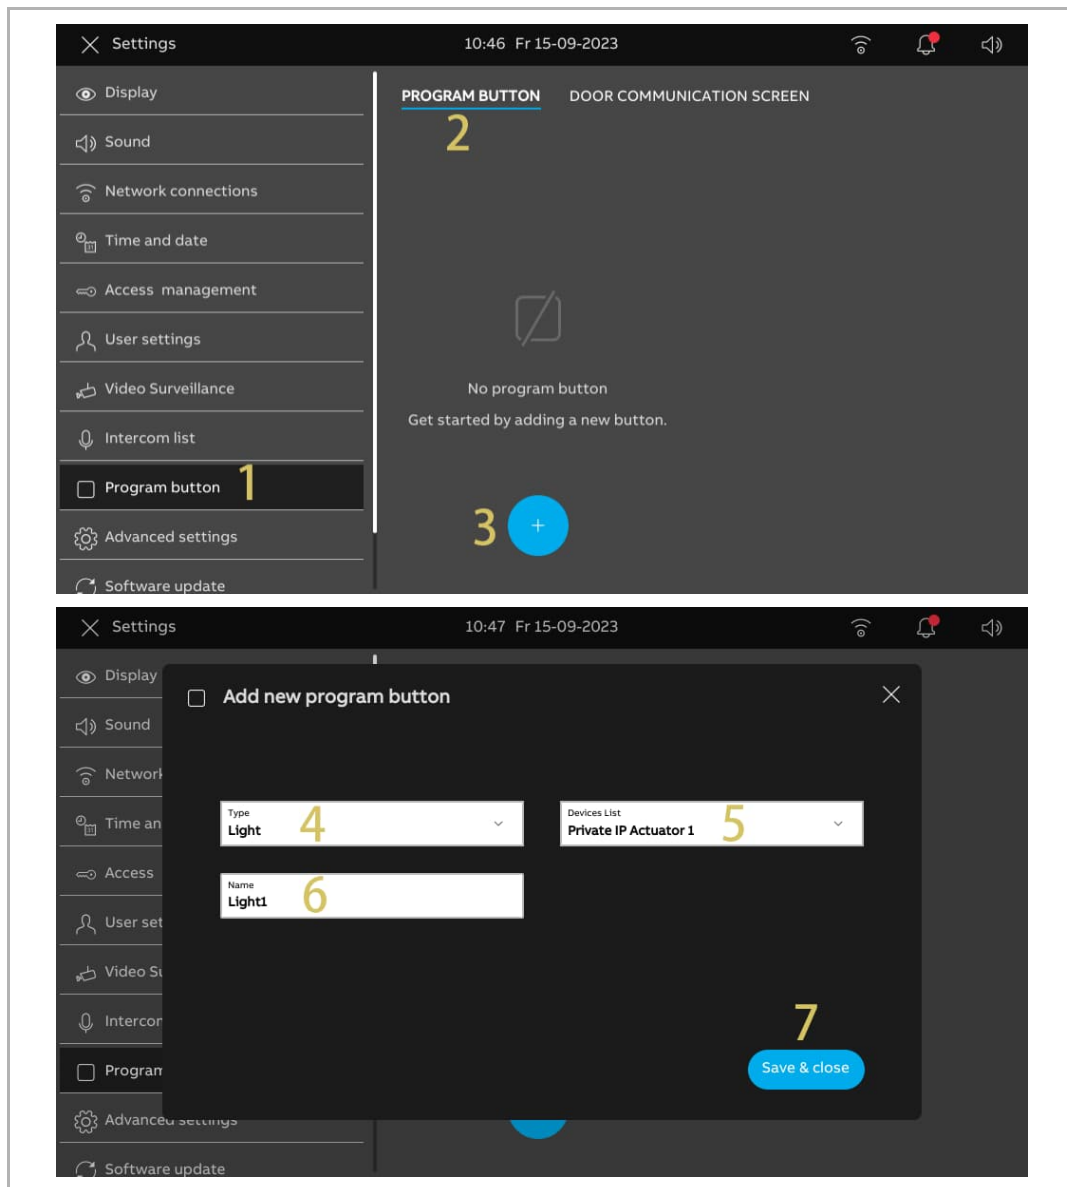 Settings
10:46 Fr 15-09-2023
Display
PROGRAM BUTTON DOOR COMMUNICATION SCREEN
2
Sound
Network connections
Time and date
Access management
User settings
Video Surveillance
No program button
Get started by adding a new button.
Intercom list
Program button 1
3 +
Advanced settings
Software update
Settings
10:47 Fr 15-09-2023
Display
Add new program button
Sound
Network
Time an
Type
Light 4
Devices List
Private IP Actuator 1 5
Access
Name
Light1 6
User set
Video Su
Intercom
7
Program
Save & close
Advanced settings
Software update